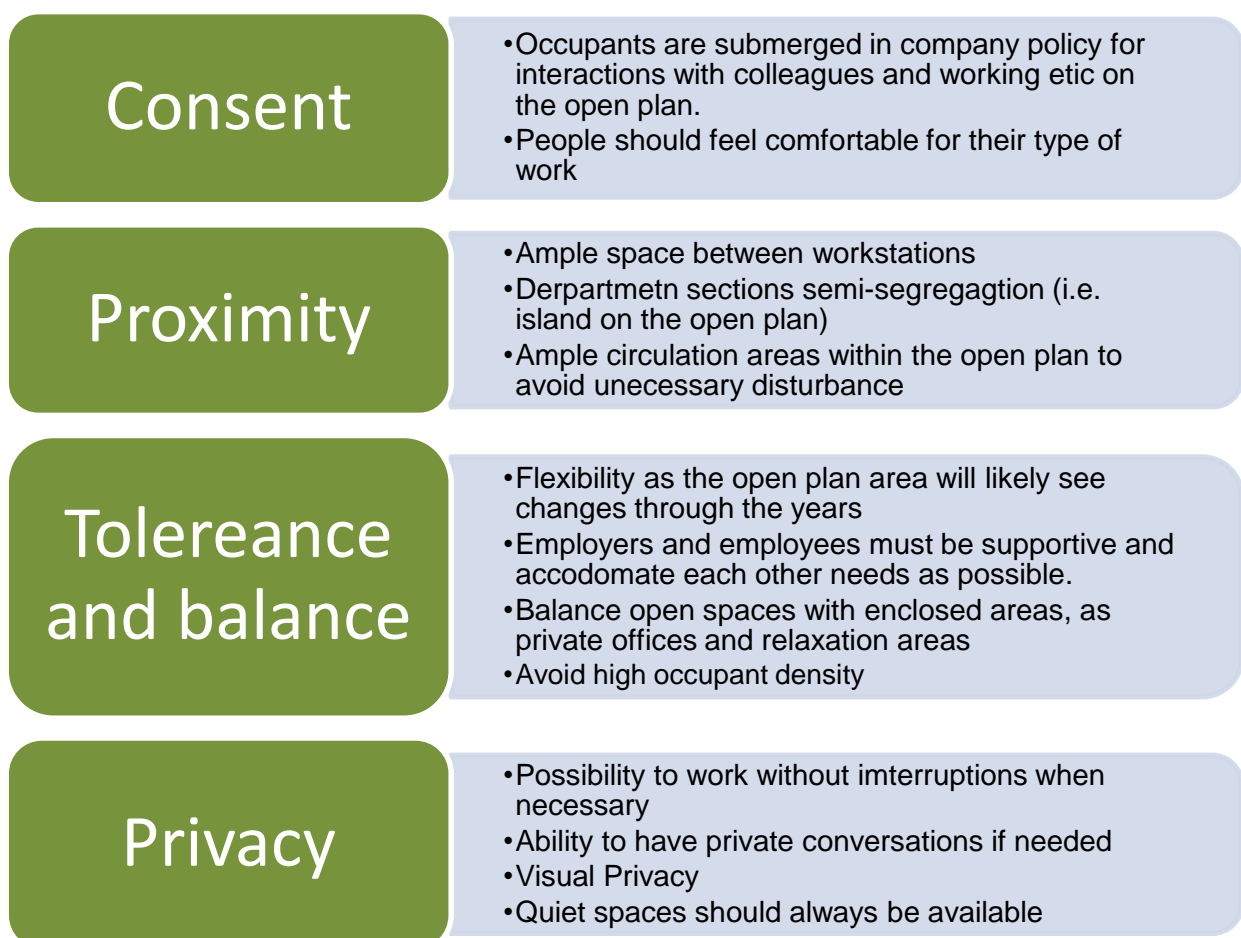 Consent
•Occupants are submerged in company policy for
interactions with colleagues and working etic on
the open plan.
•People should feel comfortable for their type of
work
Proximity
•Ample space between workstations
•Derpartmetn sections semi-segregagtion (i.e.
island on the open plan)
•Ample circulation areas within the open plan to
avoid unecessary disturbance
Tolereance
and balance
•Flexibility as the open plan area will likely see
changes through the years
•Employers and employees must be supportive and
accodomate each other needs as possible.
•Balance open spaces with enclosed areas, as
private offices and relaxation areas
•Avoid high occupant density
Privacy
•Possibility to work without imterruptions when
necessary
•Ability to have private conversations if needed
•Visual Privacy
•Quiet spaces should always be available